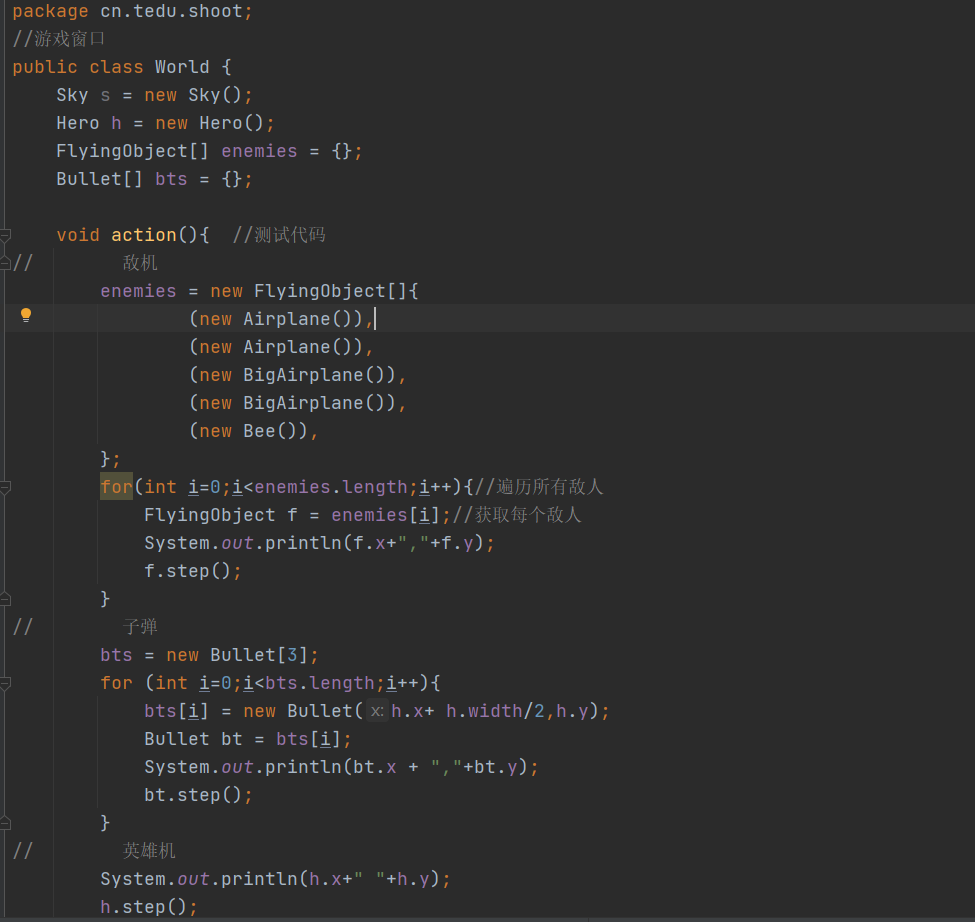 package cn.tedu.shoot;
//游戏窗口
public class World {
    Sky s = new Sky();
    Hero h = new Hero();
    FlyingObject[] enemies = {};
    Bullet[] bts = {};

    void action(){  //测试代码
//        敌机
        enemies = new FlyingObject[]{
                (new Airplane()),
                (new Airplane()),
                (new BigAirplane()),
                (new BigAirplane()),
                (new Bee()),
        };
        for(int i=0;i<enemies.length;i++){//遍历所有敌人
            FlyingObject f = enemies[i];//获取每个敌人
            System.out.println(f.x+","+f.y);
            f.step();
        }
//        子弹
        bts = new Bullet[3];
        for (int i=0;i<bts.length;i++){
            bts[i] = new Bullet( x: h.x+ h.width/2,h.y);
            Bullet bt = bts[i];
            System.out.println(bt.x + ","+bt.y);
            bt.step();
        }
//        英雄机
        System.out.println(h.x+" "+h.y);
        h.step();